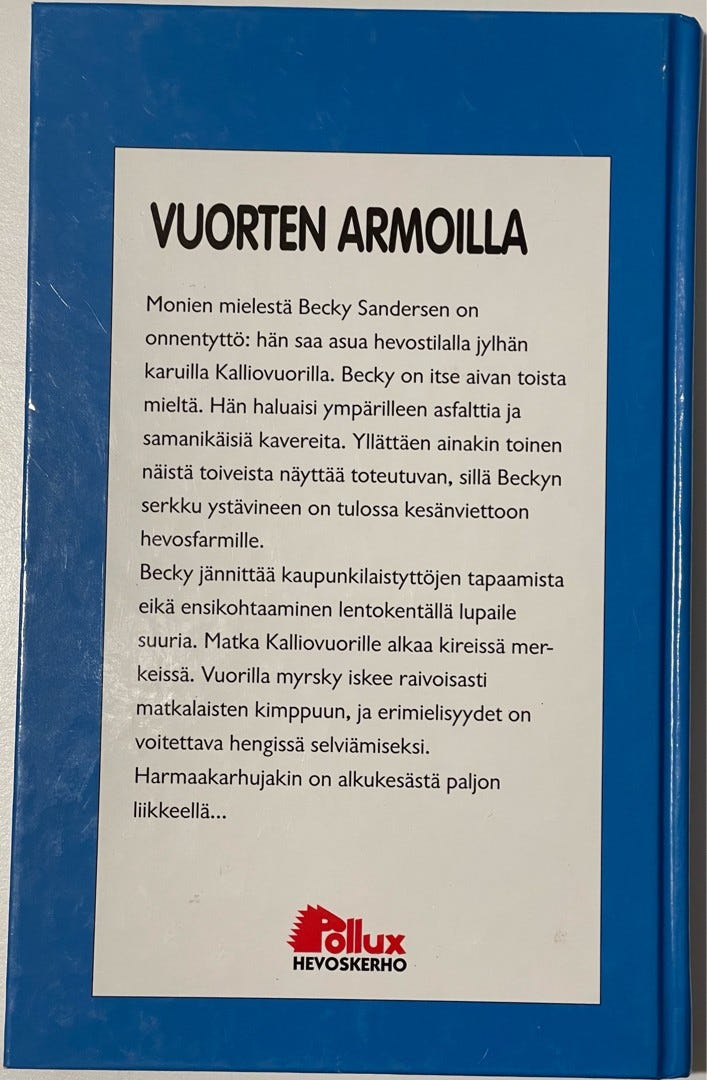 VUORTEN ARMOILLA
Monien mielestä Becky Sandersen on
onnentyttö: hän saa asua hevostilalla jylhän
karuilla Kalliovuorilla. Becky on itse aivan toista
mieltä. Hän haluaisi ympärilleen asfalttia ja
samanikäisiä kavereita. Yllättäen ainakin toinen
näistä toiveista näyttää toteutuvan, sillä Beckyn
serkku ystävineen on tulossa kesänviettoon
hevosfarmille.
Becky jännittää kaupunkilaistyttöjen tapaamista
eikä ensikohtaaminen lentokentällä lupaile
suuria. Matka Kalliovuorille alkaa kireissä mer-
keissä. Vuorilla myrsky iskee raivoisasti
matkalaisten kimppuun, ja erimielisyydet on
voitettava hengissä selviämiseksi.
Harmaakarhujakin on alkukesästä paljon
liikkeellä...
Pollux
HEVOSKERHO